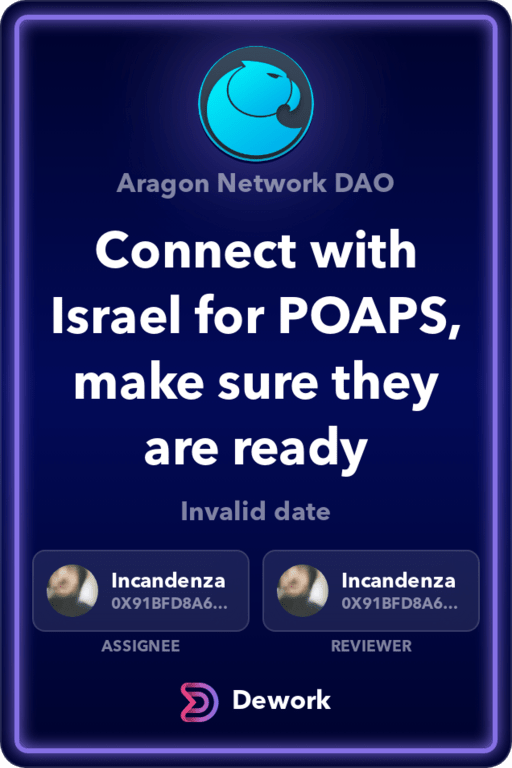 Aragon Network DAO
Connect with
Israel for POAPS,
make sure they
are ready
Invalid date
Incandenza
0X91BFD8A6...
ASSIGNEE
Incandenza
0X91BFD8A6...
REVIEWER
Dework